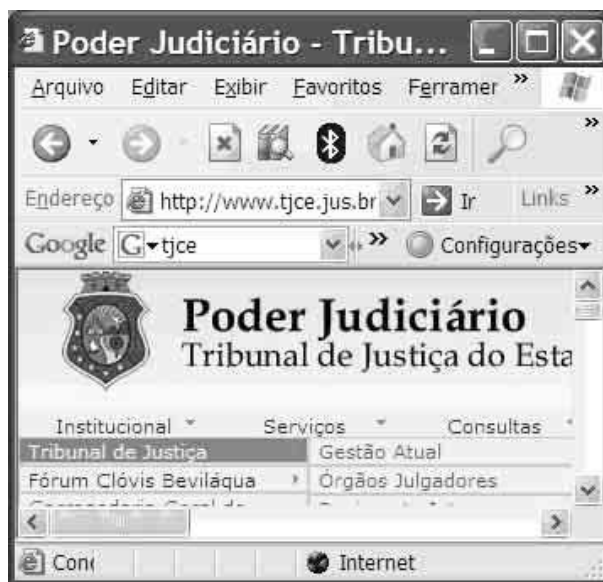 Poder Judiciário - Tribu...
Arquivo Editar Exibir Favoritos Ferramer »
»
Endereço http://www.tjce.jus.br Ir Links »
Google G tjce » Configurações
Poder Judiciário
Tribunal de Justiça do Esta
Institucional Serviços Consultas
Tribunal de Justiça Gestão Atual
Fórum Clóvis Beviláqua Órgãos Julgadores
Internet